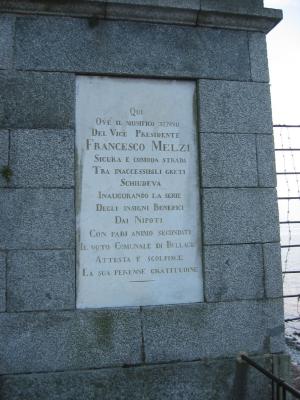 QUI
OVE IL MUNIFICO SENNO
DEL VICE PRESIDENTE
FRANCESCO MELZI
SICURA E COMODA STRADA
TRA INACCESSIBILI GRETI
SCHIUDEVA
INAUGURANDO LA SERIE
DEGLI INSIGNI BENEFICI
DAI NIPOTI
CON PARI ANIMO SECONDATI
IL VOTO COMUNALE DI BELLAGIO
ATTESTA E SCOLPISCE
LA SUA PERENNE GRATITUDINE